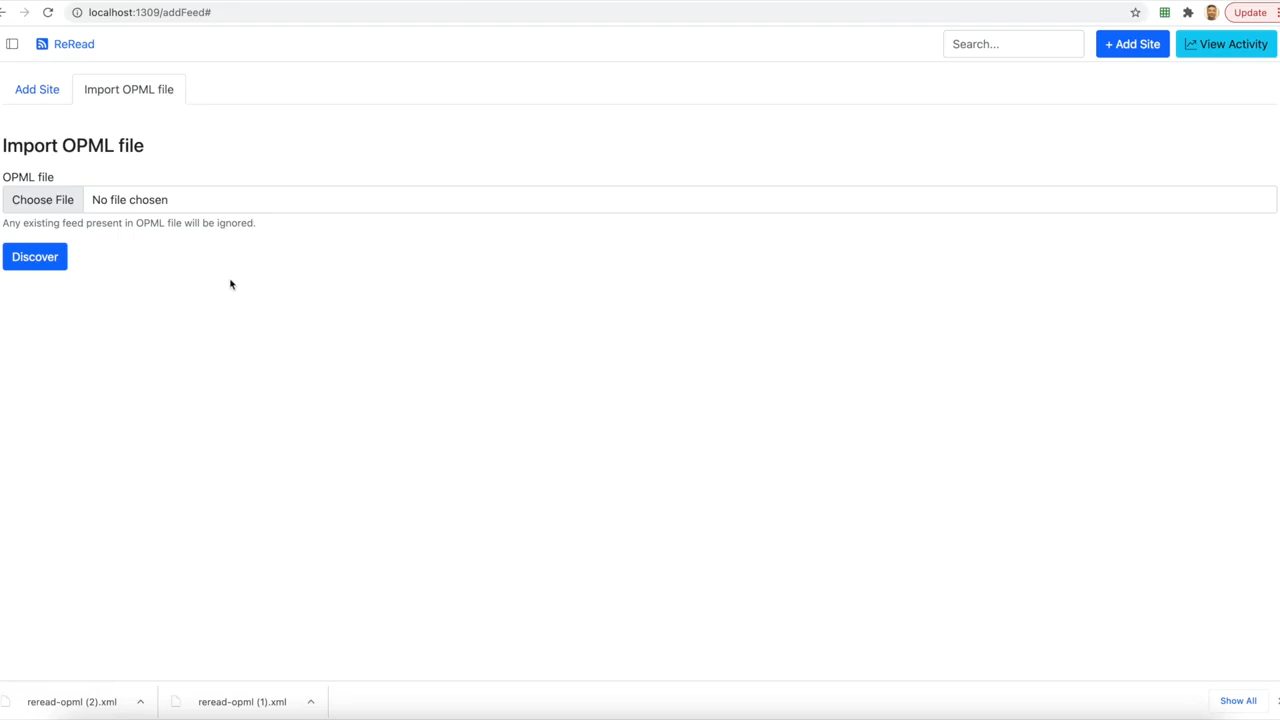 localhost:1309/addFeed#
Update
ReRead
Search...
+ Add Site
View Activity
Add Site
Import OPML file
Import OPML file
OPML file
Choose File
No file chosen
Any existing feed present in OPML file will be ignored.
Discover
reread-opml (2).xml
reread-opml (1).xml
Show All